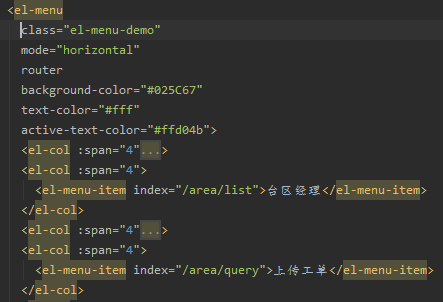 <el-menu
class="el-menu-demo"
mode="horizontal"
router
background-color="#025C67"
text-color="#fff"
active-text-color="#ffd04b">
<el-col :span="4"...>
<el-col :span="4">
<el-menu-item index="/area/list">台区经理</el-menu-item>
</el-col>
<el-col :span="4"...>
<el-col :span="4">
<el-menu-item index="/area/query">上传工单</el-menu-item>
</el-col>